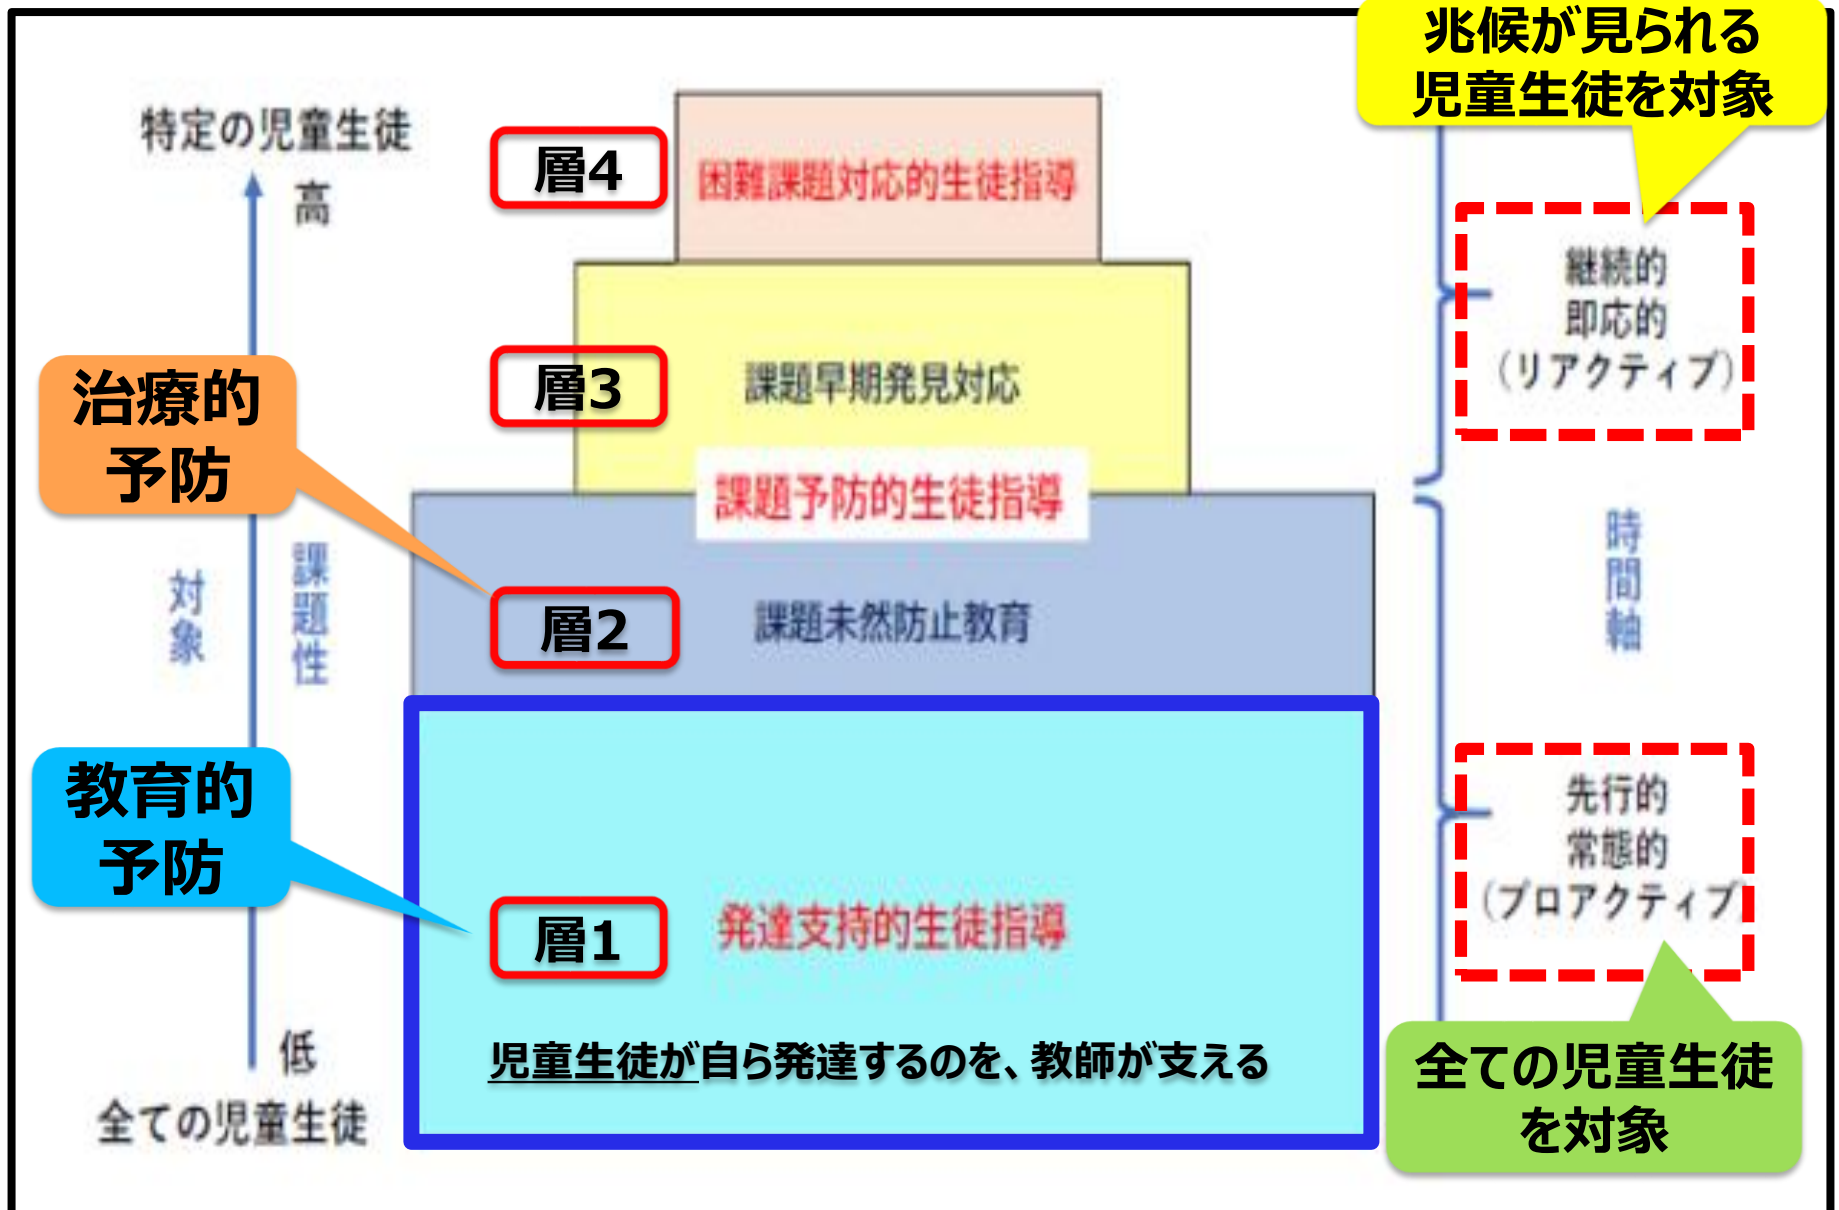 兆候が見られる
児童生徒を対象
特定の児童生徒
高
層4
困難課題対応的生徒指導
継続的
即応的
(リアクティブ)
層3
課題早期発見対応
治療的
予防
課題予防的生徒指導
対象
課題性
層2
課題未然防止教育
時間軸
教育的
予防
先行的
常態的
(プロアクティブ)
層1
発達支持的生徒指導
児童生徒が自ら発達するのを、教師が支える
低
全ての児童生徒
全ての児童生徒
を対象